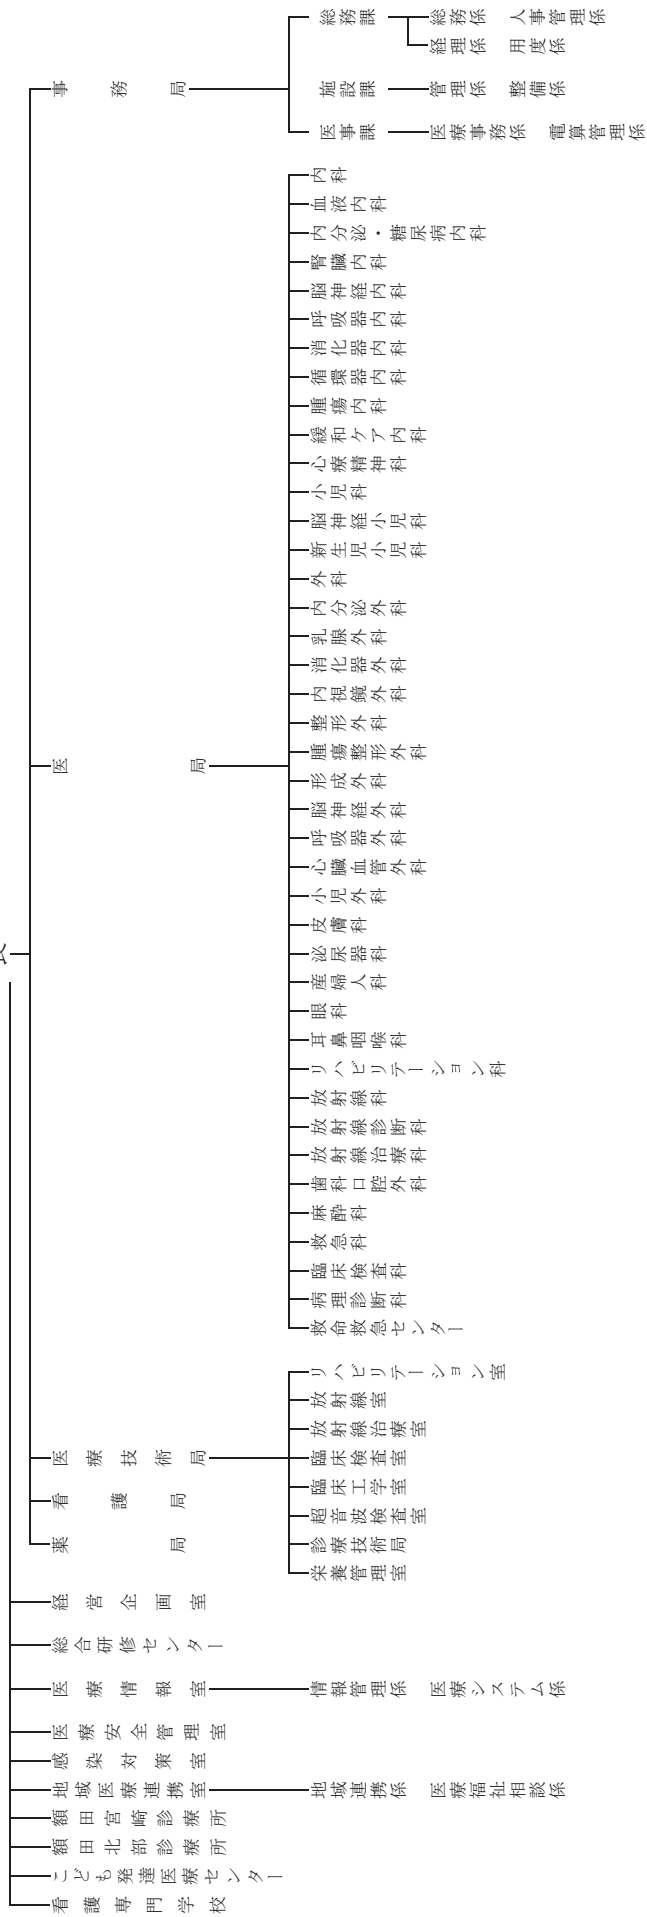 事務局
総務課
総務係 人事管理係
経理係 用度係
施設課
管理係 整備係
医事課
医療事務係 電算管理係
医局
内科
血液内科
内分泌・糖尿病内科
腎臓内科
脳神経内科
呼吸器内科
消化器内科
循環器内科
腫瘍内科
緩和ケア内科
心療精神科
小児科
脳神経小児科
新生児小児科
外科
内分泌外科
乳腺外科
消化器外科
内視鏡外科
整形外科
腫瘍整形外科
形成外科
脳神経外科
呼吸器外科
心臓血管外科
小児外科
皮膚科
泌尿器科
産婦人科
眼科
耳鼻咽喉科
リハビリテーション科
放射線科
放射線診断科
放射線治療科
歯科口腔外科
麻酔科
救急科
臨床検査科
病理診断科
救命救急センター
医療技術局
リハビリテーション室
放射線室
放射線治療室
臨床検査室
臨床工学室
超音波検査室
診療技術局
栄養管理室
看護局
薬局
経営企画室
総合研修センター
医療情報室
情報管理係 医療システム係
医療安全管理室
感染対策室
地域医療連携室
地域連携係 医療福祉相談係
額田宮崎診療所
額田北部診療所
こども発達医療センター
看護専門学校